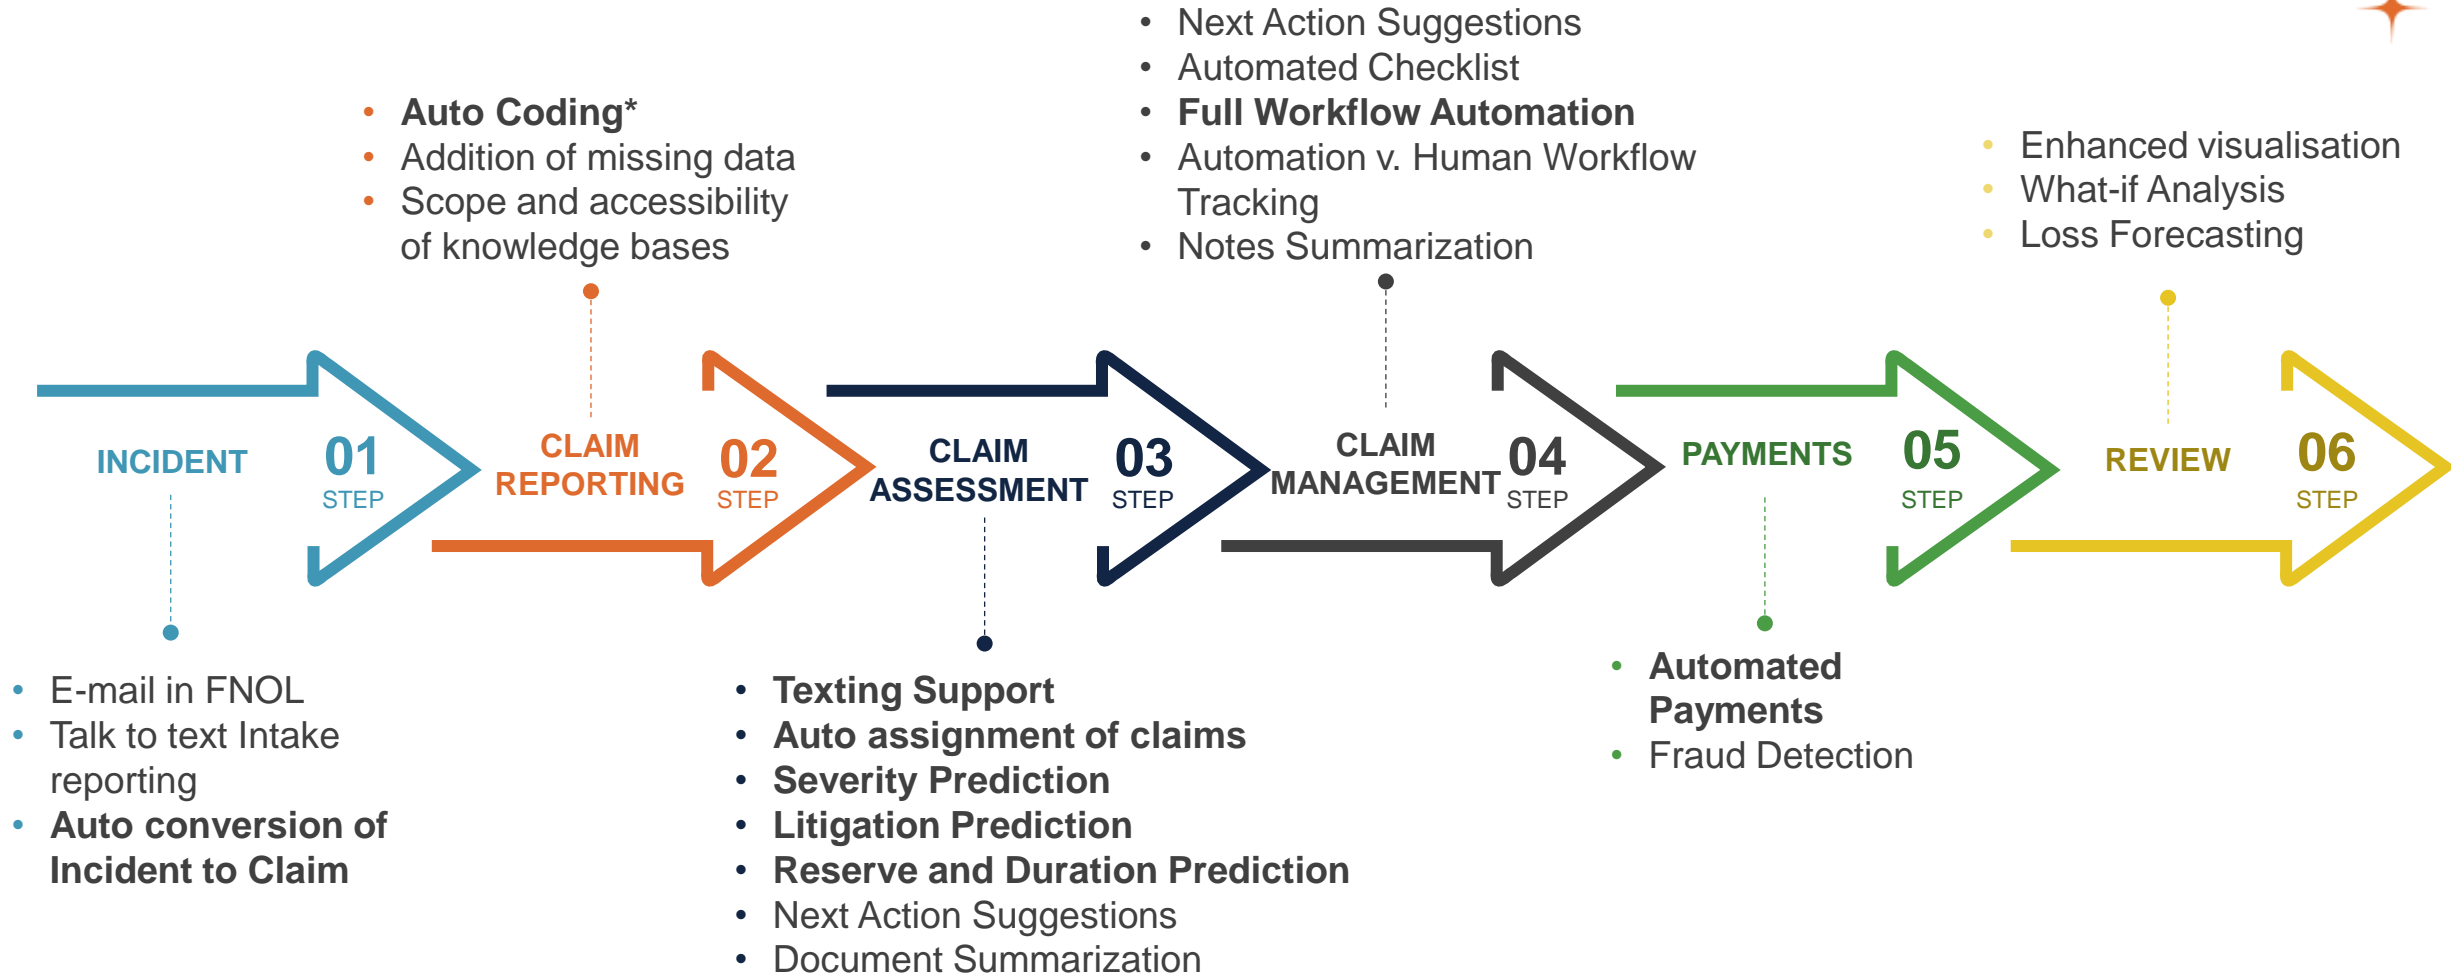 • Next Action Suggestions
• Automated Checklist
• Full Workflow Automation
• Automation v. Human Workflow
Tracking
• Notes Summarization
• Auto Coding*
• Addition of missing data
• Scope and accessibility
of knowledge bases
• Enhanced visualisation
• What-if Analysis
• Loss Forecasting
INCIDENT
01
STEP
CLAIM
REPORTING
02
STEP
CLAIM
ASSESSMENT
03
STEP
CLAIM
MANAGEMENT
04
STEP
PAYMENTS
05
STEP
REVIEW
06
STEP
• E-mail in FNOL
• Talk to text Intake
reporting
• Auto conversion of
Incident to Claim
• Texting Support
• Auto assignment of claims
• Severity Prediction
• Litigation Prediction
• Reserve and Duration Prediction
• Next Action Suggestions
• Document Summarization
• Automated
Payments
• Fraud Detection